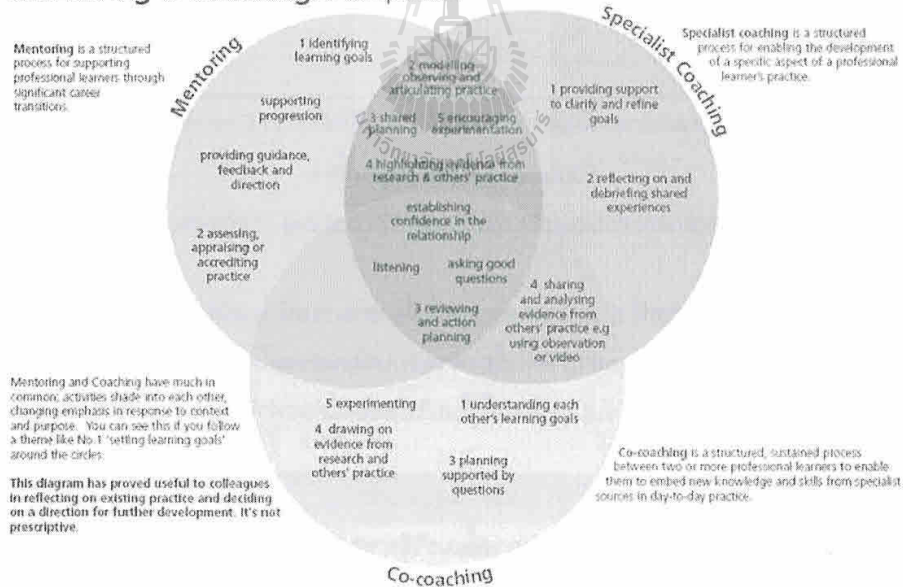 Mentoring
Specialist Coaching
Mentoring is a structured
process for supporting
professional learners through
significant career
transitions.
Specialist coaching is a structured
process for enabling the development
of a specific aspect of a professional
learner's practice.
1 identifying
learning goals
supporting
progression
providing guidance,
feedback and
direction
2 assessing,
appraising or
accrediting
practice
2 modelling
observing and
articulating practice
3 shared
planning
5 encouraging
experimentation
4 highlighting evidence from
research & others' practice
establishing
confidence in the
relationship
listening
asking good
questions
3 reviewing
and action
planning
1 providing support
to clarify and refine
goals
2 reflecting on and
debriefing shared
experiences
4 sharing
and analysing
evidence from
others' practice e.g
using observation
or video
Mentoring and Coaching have much in
common; activities shade into each other,
changing emphasis in response to context
and purpose. You can see this if you follow
a theme like No.1 'setting learning goals'
around the circles.
This diagram has proved useful to colleagues
in reflecting on existing practice and deciding
on a direction for further development. It's not
prescriptive.
5 experimenting
4 drawing on
evidence from
research and
others' practice
1 understanding each
other's learning goals
3 planning
supported by
questions
Co-coaching is a structured, sustained process
between two or more professional learners to enable
them to embed new knowledge and skills from specialist
sources in day-to-day practice.
Co-coaching